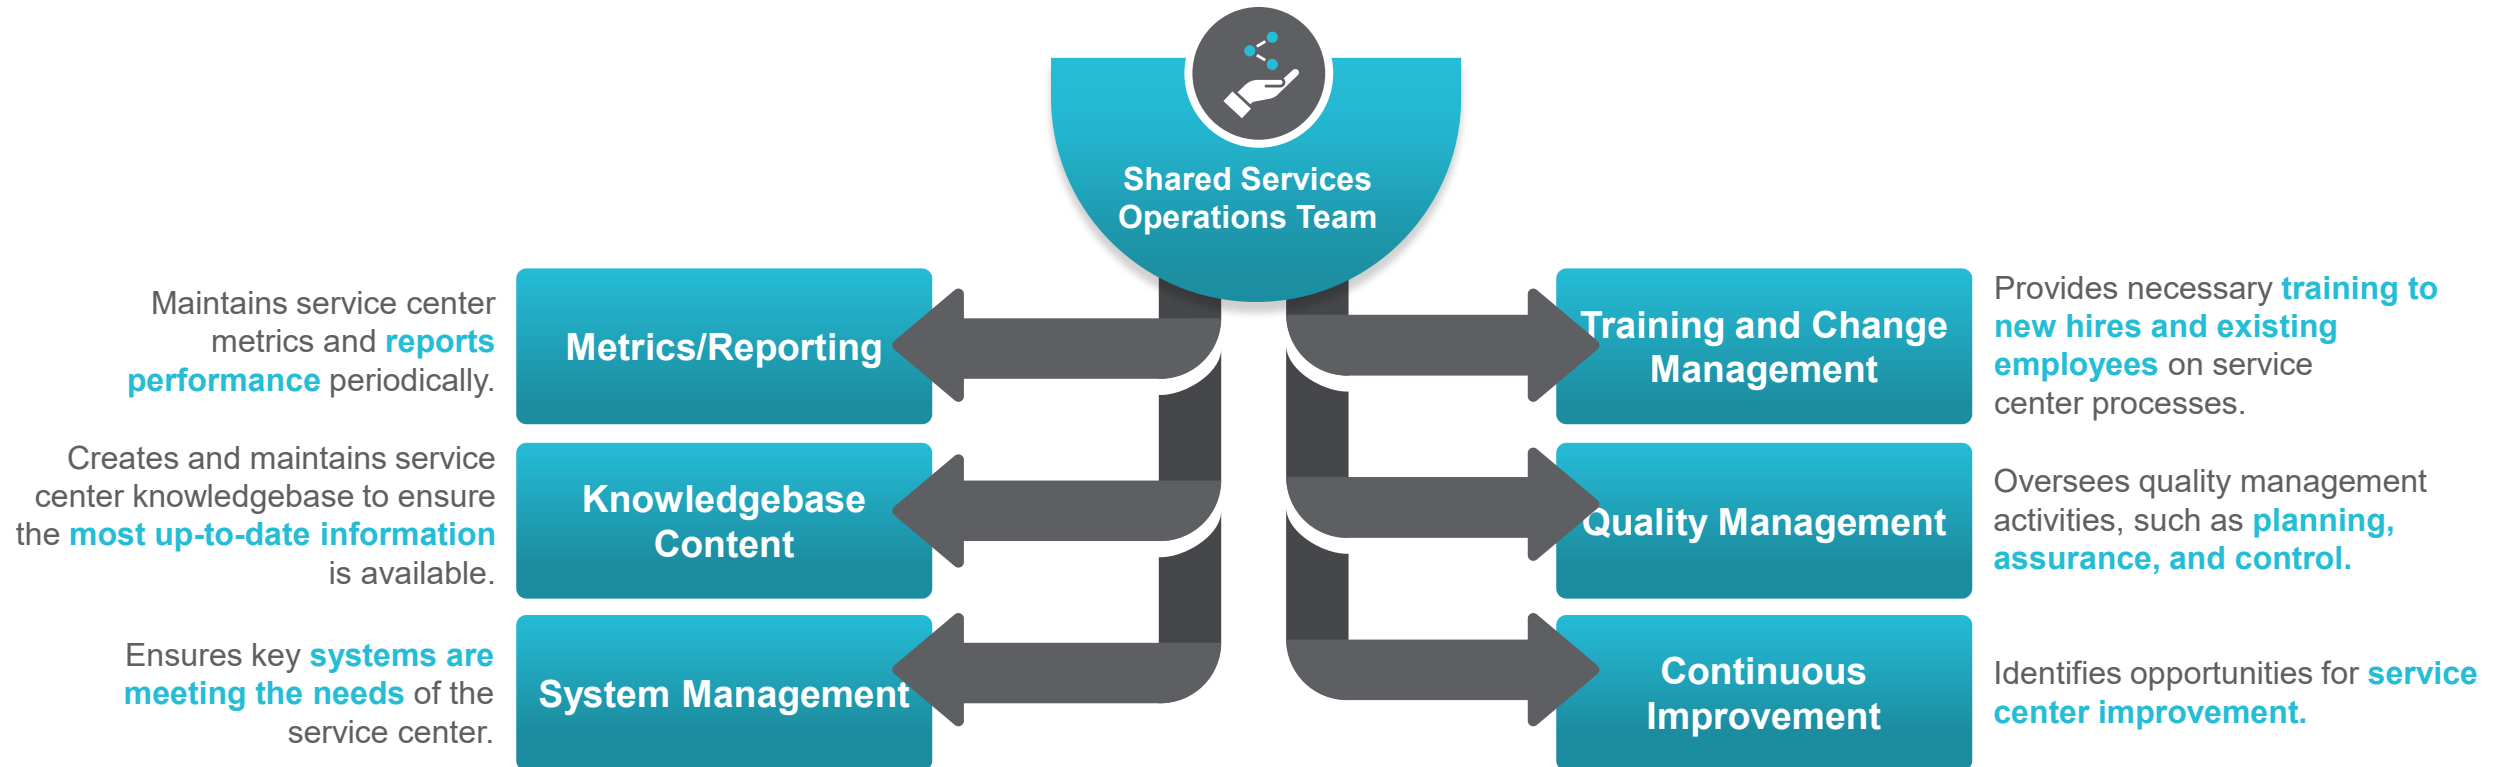 Shared Services
Operations Team
Maintains service center
metrics and reports
performance periodically.
Metrics/Reporting
Creates and maintains service
center knowledgebase to ensure
the most up-to-date information
is available.
Knowledgebase
Content
Ensures key systems are
meeting the needs of the
service center.
System Management
Training and Change
Management
Provides necessary training to
new hires and existing
employees on service
center processes.
Quality Management
Oversees quality management
activities, such as planning,
assurance, and control.
Continuous
Improvement
Identifies opportunities for service
center improvement.